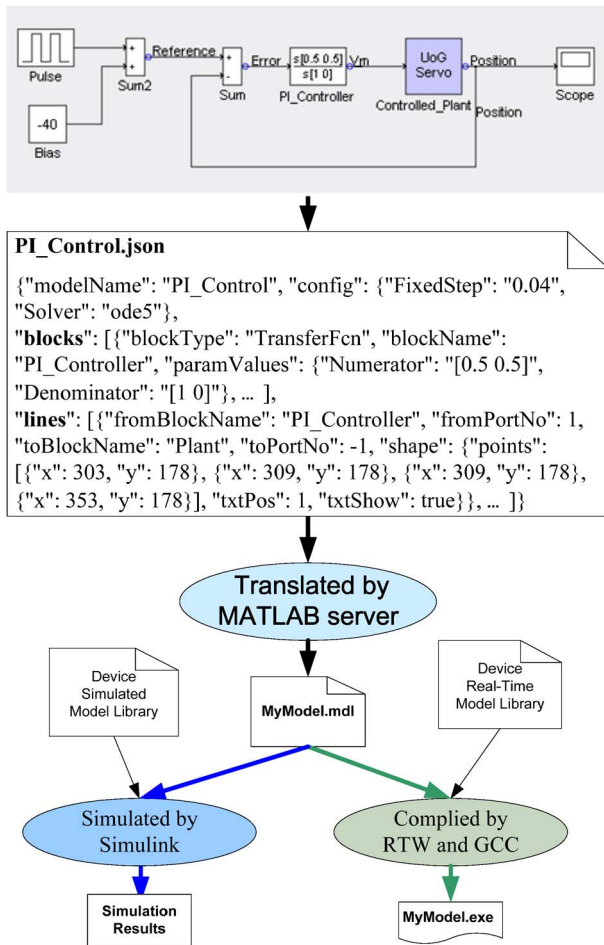 Pulse
+
+
Sum2
Reference
-40
Bias
+
-
Sum
Error
s[0.5 0.5]
s[1 0]
PI_Controller
Vm
UoG
Servo
Controlled_Plant
Position
Position
Scope
PI_Control.json
{"modelName": "PI_Control", "config": {"FixedStep": "0.04",
"Solver": "ode5"},
"blocks": [{"blockType": "TransferFcn", "blockName":
"PI_Controller", "paramValues": {"Numerator": "[0.5 0.5]",
"Denominator": "[1 0]"}, ... ],
"lines": [{"fromBlockName": "PI_Controller", "fromPortNo": 1,
"toBlockName": "Plant", "toPortNo": -1, "shape": {"points":
[{"x": 303, "y": 178}, {"x": 309, "y": 178}, {"x": 309, "y": 178},
{"x": 353, "y": 178}], "txtPos": 1, "txtShow": true}}, ... ]}
Translated by
MATLAB server
Device
Simulated
Model Library
MyModel.mdl
Device
Real-Time
Model Library
Simulated by
Simulink
Complied by
RTW and GCC
Simulation
Results
MyModel.exe